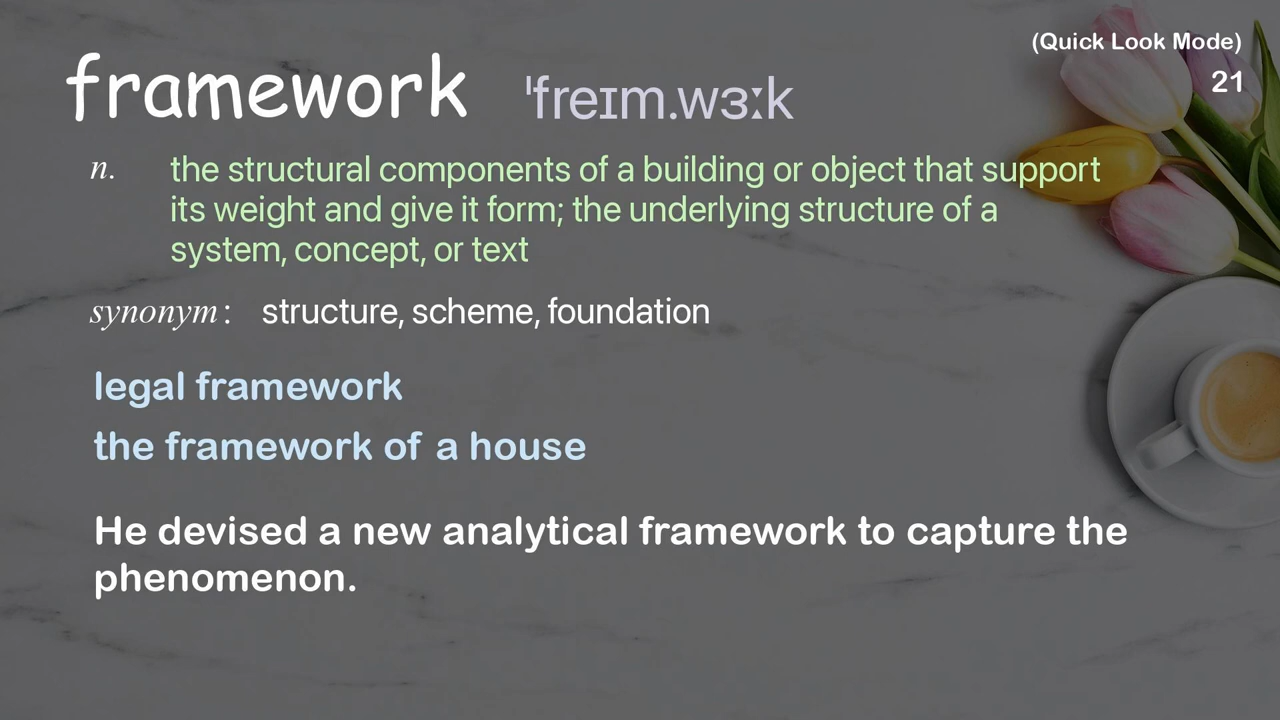 (Quick Look Mode)
21
framework ˈfreɪm.wɜːk
n. the structural components of a building or object that support
its weight and give it form; the underlying structure of a
system, concept, or text
synonym: structure, scheme, foundation
legal framework
the framework of a house
He devised a new analytical framework to capture the
phenomenon.